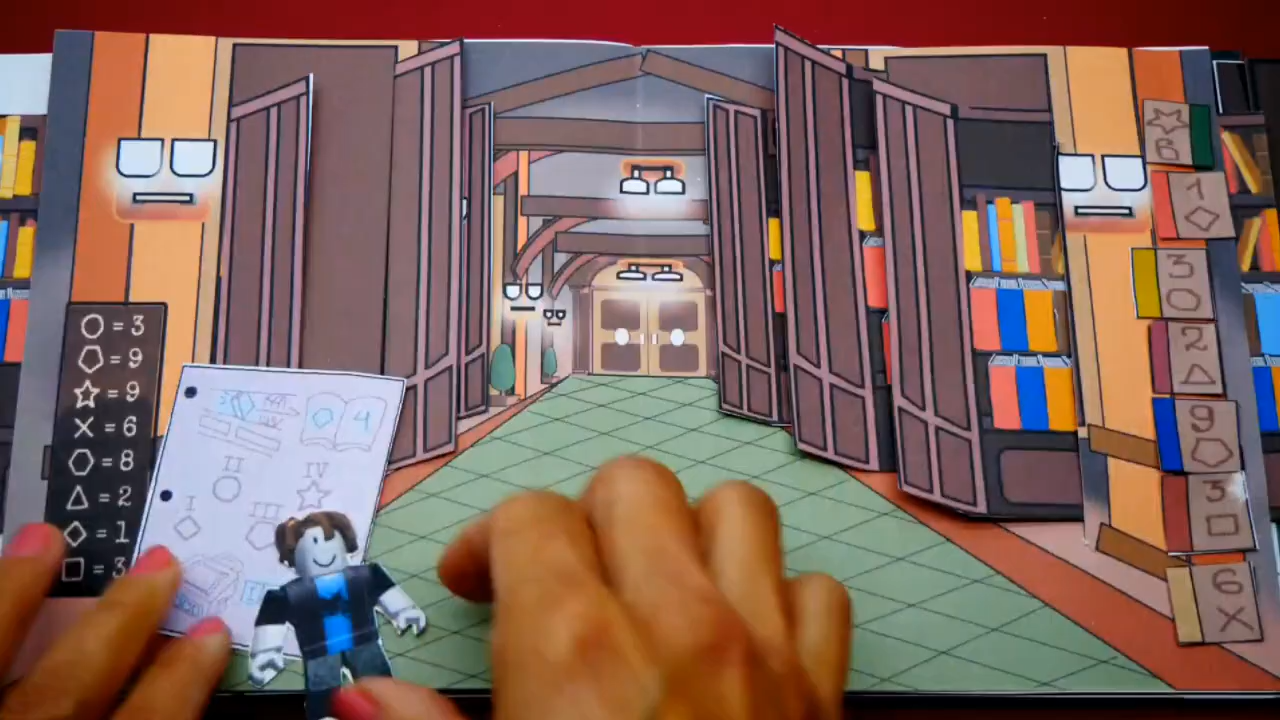 ○ = 3
⬠ = 9
☆ = 9
× = 6
⬡ = 8
△ = 2
◇ = 1
□ = 3
4
II
IV
I
III
☆
6
1
◇
3
○
2
△
9
⬠
3
□
6
×